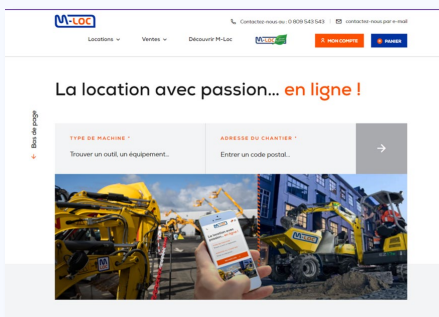 M-LOC
Contactez-nous au : 0 809 543 543
contactez-nous par e-mail
Locations
Ventes
Découvrir M-Loc
M-LOC
MON COMPTE
PANIER
La location avec passion... en ligne !
Bas de page
TYPE DE MACHINE *
Trouver un outil, un équipement...
ADRESSE DU CHANTIER *
Entrer un code postal...